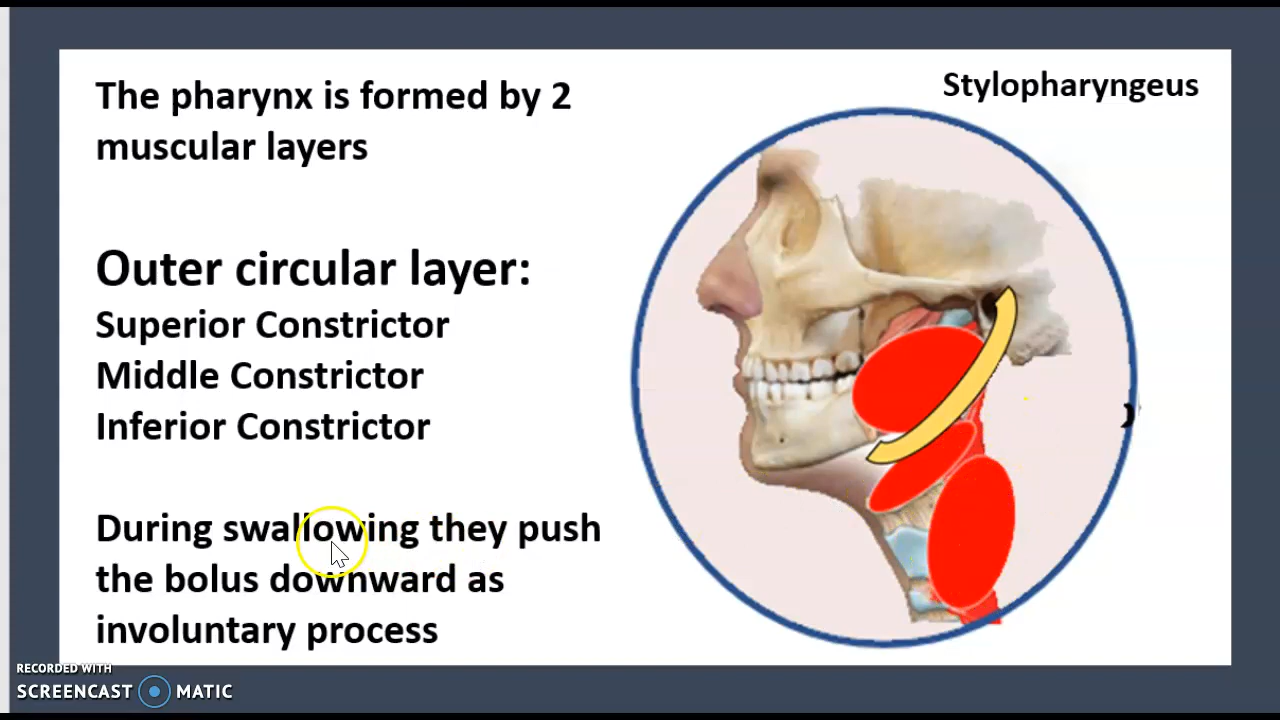 The pharynx is formed by 2
muscular layers
Outer circular layer:
Superior Constrictor
Middle Constrictor
Inferior Constrictor
During swallowing they push
the bolus downward as
involuntary process
Stylopharyngeus
RECORDED WITH
SCREENCAST MATIC